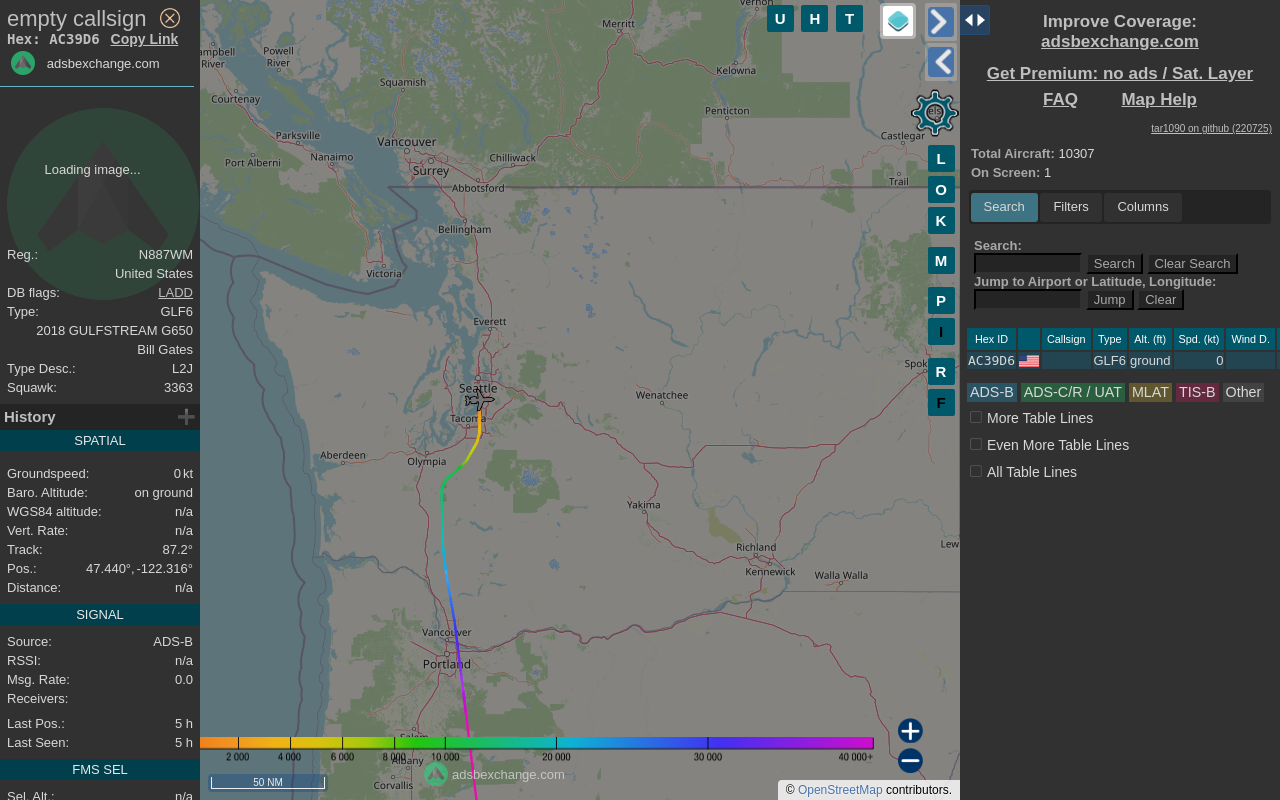 empty callsign
Hex: AC39D6 Copy Link
adsbexchange.com
Loading image...
Reg.: N887WM
United States
DB flags: LADD
Type: GLF6
2018 GULFSTREAM G650
Bill Gates
Type Desc.: L2J
Squawk: 3363
History
SPATIAL
Groundspeed: 0 kt
Baro. Altitude: on ground
WGS84 altitude: n/a
Vert. Rate: n/a
Track: 87.2°
Pos.: 47.440°, -122.316°
Distance: n/a
SIGNAL
Source: ADS-B
RSSI: n/a
Msg. Rate: 0.0
Receivers:
Last Pos.: 5 h
Last Seen: 5 h
FMS SEL
Sel. Alt.: n/a
Vernon
Merritt
Campbell River
Powell River
Squamish
Kelowna
Courtenay
Penticton
Parksville
Vancouver
Castlegar
Nanaimo
Port Alberni
Chilliwack
Surrey
Trail
Abbotsford
Bellingham
Victoria
Everett
Spok
Seattle
Wenatchee
Tacoma
Aberdeen
Olympia
Yakima
Richland
Lew
Kennewick
Walla Walla
Vancouver
Portland
Salem
Albany
Corvallis
U H T
L
O
K
M
P
I
R
F
2 000 4 000 6 000 8 000 10 000 20 000 30 000 40 000+
adsbexchange.com
50 NM
© OpenStreetMap contributors.
Improve Coverage:
adsbexchange.com
Get Premium: no ads / Sat. Layer
FAQ Map Help
tar1090 on github (220725)
Total Aircraft: 10307
On Screen: 1
Search Filters Columns
Search:
Search Clear Search
Jump to Airport or Latitude, Longitude:
Jump Clear
Hex ID Callsign Type Alt. (ft) Spd. (kt) Wind D.
AC39D6 GLF6 ground 0
ADS-B ADS-C/R / UAT MLAT TIS-B Other
More Table Lines
Even More Table Lines
All Table Lines